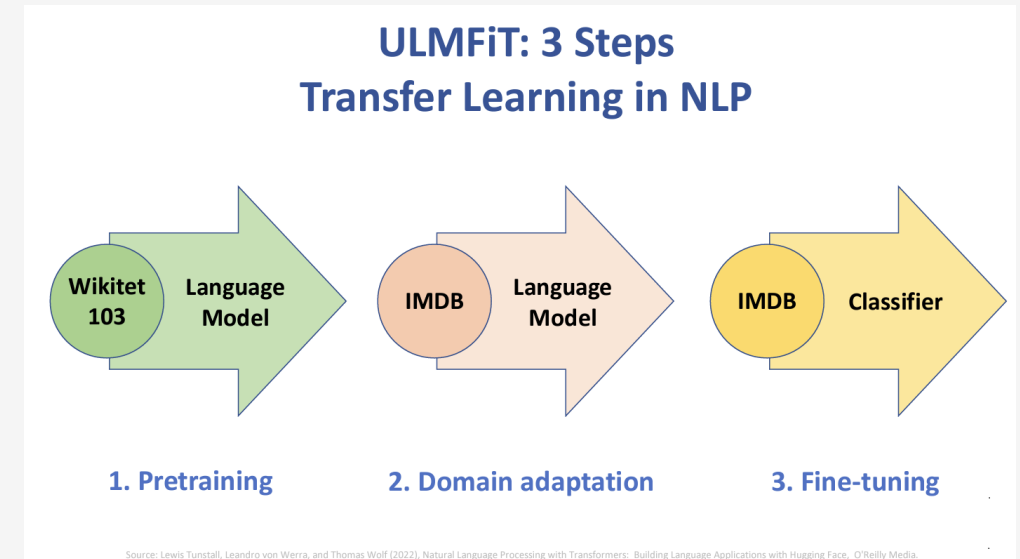 ULMFiT: 3 Steps
Transfer Learning in NLP
Wikitet
103
Language
Model
IMDB
Language
Model
IMDB
Classifier
1. Pretraining
2. Domain adaptation
3. Fine-tuning
Source: Lewis Tunstall, Leandro von Werra, and Thomas Wolf (2022), Natural Language Processing with Transformers: Building Language Applications with Hugging Face, O'Reilly Media.